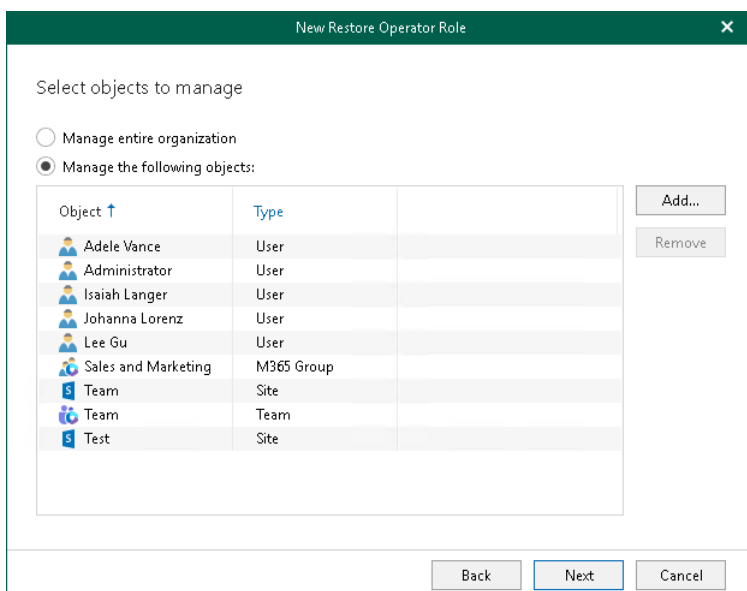 New Restore Operator Role
Select objects to manage
Manage entire organization
Manage the following objects:
Object Type
Add...
Remove
Adele Vance User
Administrator User
Isaiah Langer User
Johanna Lorenz User
Lee Gu User
Sales and Marketing M365 Group
Team Site
Team Team
Test Site
Back Next Cancel